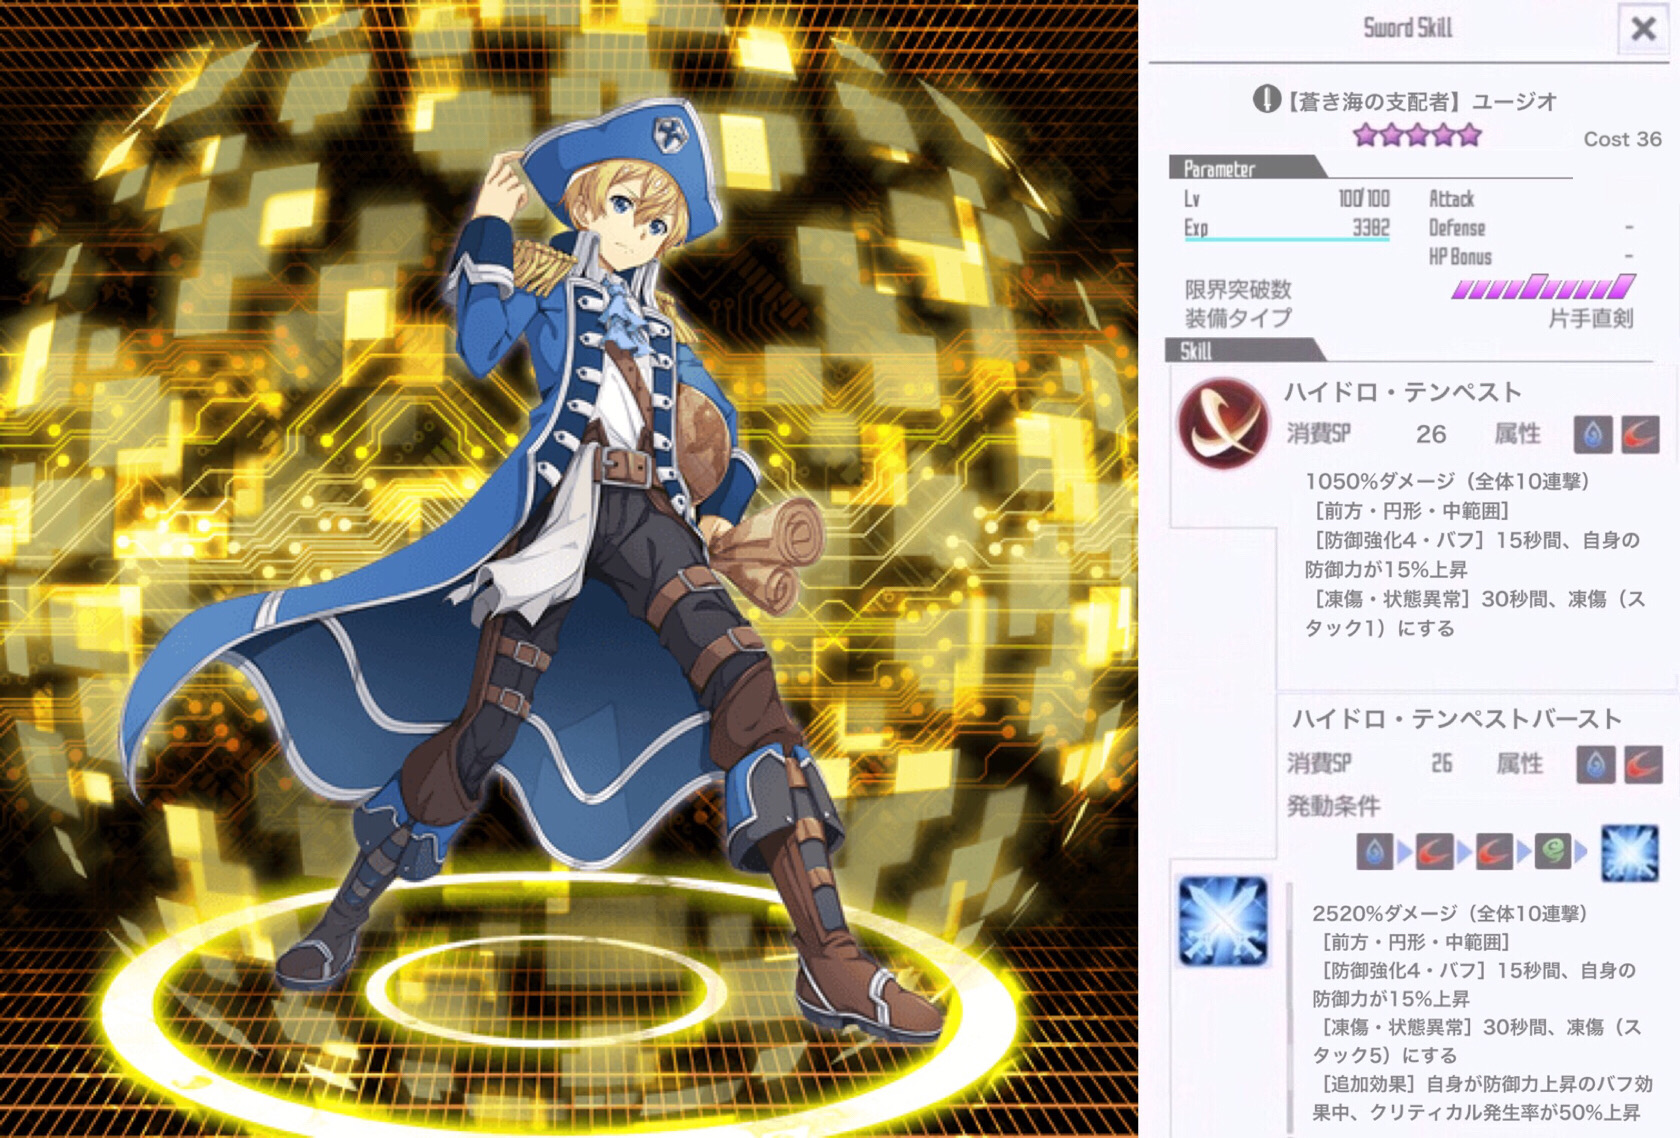 Sword Skill
【蒼き海の支配者】ユージオ
Cost 36
Parameter
Lv 100/100 Attack
Exp 3382 Defense -
HP Bonus -
限界突破数
装備タイプ 片手直剣
Skill
ハイドロ・テンペスト
消費SP 26 属性
1050%ダメージ（全体10連撃）
［前方・円形・中範囲］
［防御強化4・バフ］15秒間、自身の
防御力が15%上昇
［凍傷・状態異常］30秒間、凍傷（ス
タック1）にする
ハイドロ・テンペストバースト
消費SP 26 属性
発動条件
2520%ダメージ（全体10連撃）
［前方・円形・中範囲］
［防御強化4・バフ］15秒間、自身の
防御力が15%上昇
［凍傷・状態異常］30秒間、凍傷（ス
タック5）にする
［追加効果］自身が防御力上昇のバフ効
果中、クリティカル発生率が50%上昇